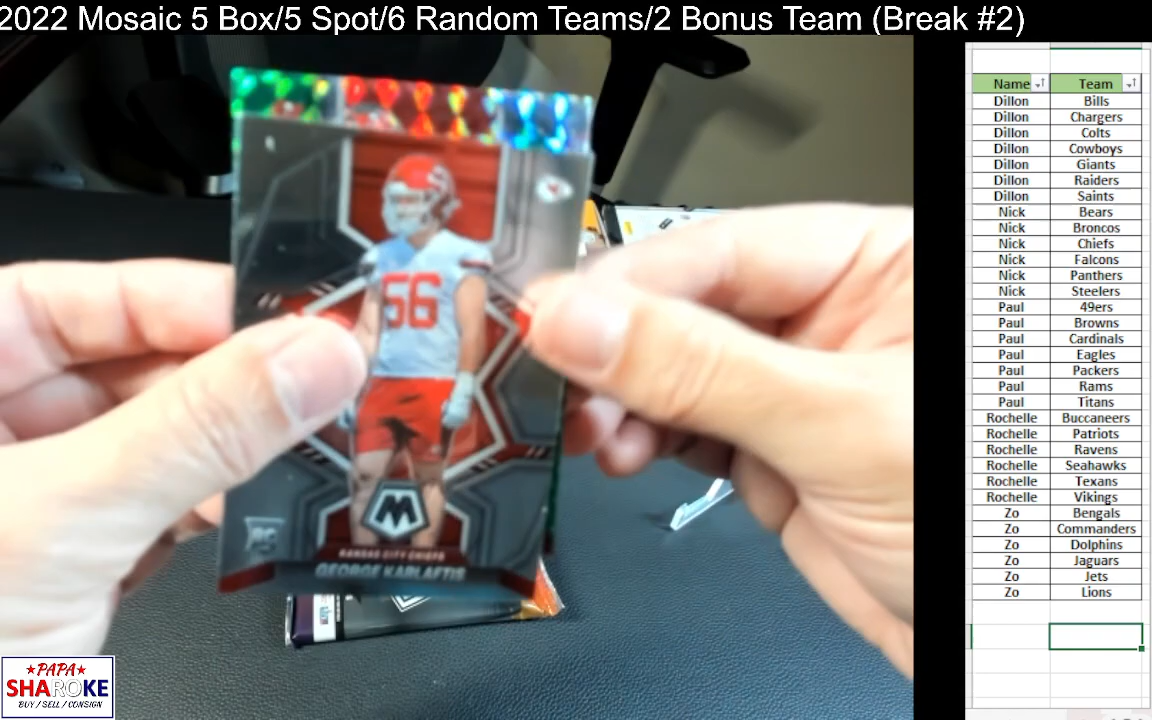 2022 Mosaic 5 Box/5 Spot/6 Random Teams/2 Bonus Team (Break #2)
Name Team
Dillon Bills
Dillon Chargers
Dillon Colts
Dillon Cowboys
Dillon Giants
Dillon Raiders
Dillon Saints
Nick Bears
Nick Broncos
Nick Chiefs
Nick Falcons
Nick Panthers
Nick Steelers
Paul 49ers
Paul Browns
Paul Cardinals
Paul Eagles
Paul Packers
Paul Rams
Paul Titans
Rochelle Buccaneers
Rochelle Patriots
Rochelle Ravens
Rochelle Seahawks
Rochelle Texans
Rochelle Vikings
Zo Bengals
Zo Commanders
Zo Dolphins
Zo Jaguars
Zo Jets
Zo Lions
56
M
RC
KANSAS CITY CHIEFS
GEORGE KARLAFTIS
PAPA
SHAROKE
BUY / SELL / CONSIGN